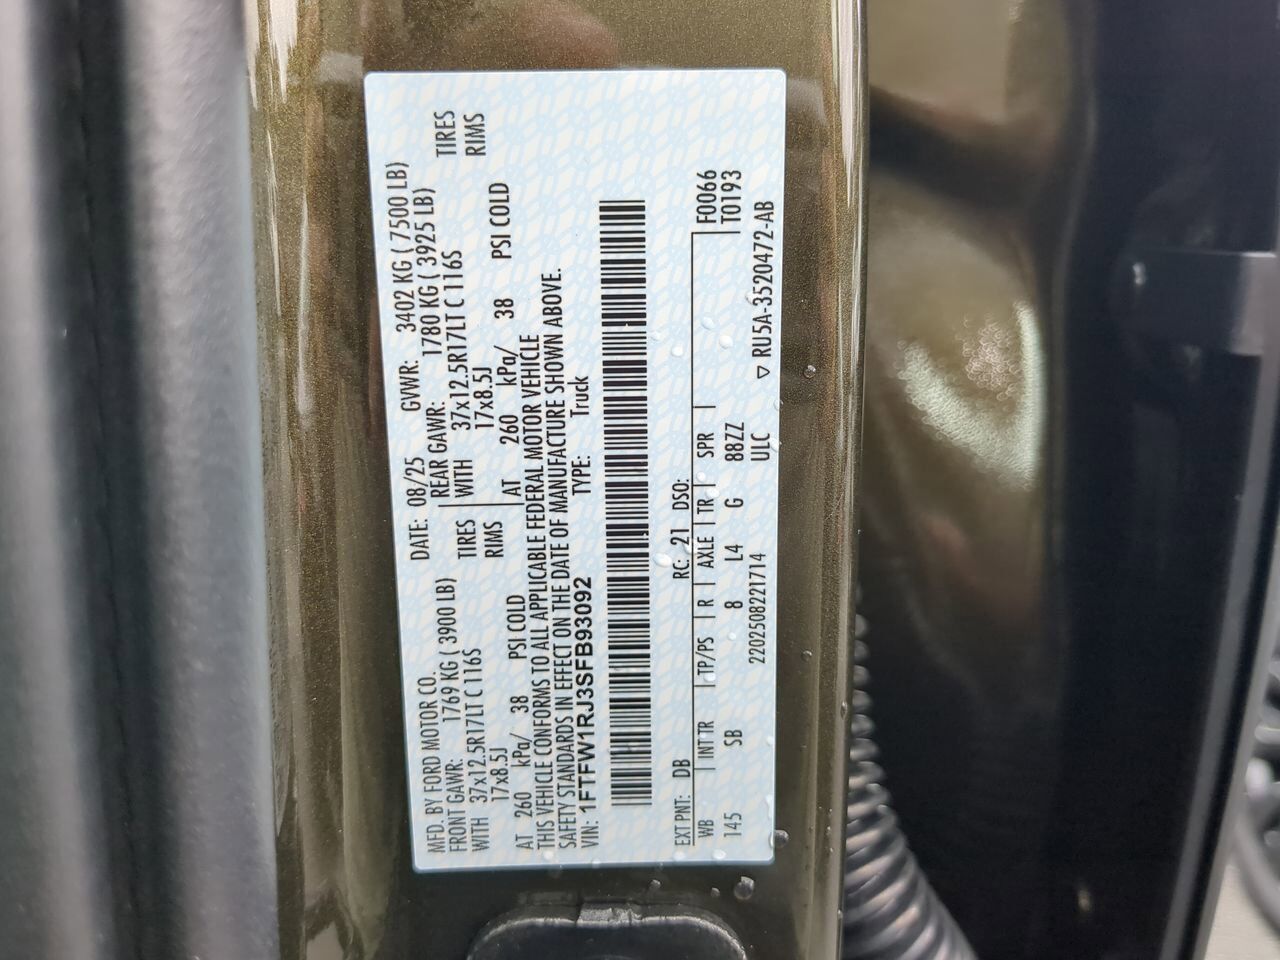 MFD. BY FORD MOTOR CO. DATE: 08/25 GVWR: 3402 KG ( 7500 LB)
FRONT GAWR: 1769 KG ( 3900 LB) REAR GAWR: 1780 KG ( 3925 LB)
WITH 37x12.5R17LT C 116S TIRES WITH 37x12.5R17LT C 116S TIRES
17x8.5J RIMS 17x8.5J RIMS
AT 260 kPa/ 38 PSI COLD AT 260 kPa/ 38 PSI COLD
THIS VEHICLE CONFORMS TO ALL APPLICABLE FEDERAL MOTOR VEHICLE
SAFETY STANDARDS IN EFFECT ON THE DATE OF MANUFACTURE SHOWN ABOVE.
VIN: 1FTFW1RJ3SFB93092 TYPE: Truck
EXT PNT: DB RC: 21 DSO:
WB INT TR TP/PS R AXLE TR SPR F0066
145 SB 8 L4 G 88ZZ T0193
2202508221714 ULC ▽ RU5A-3520472-AB